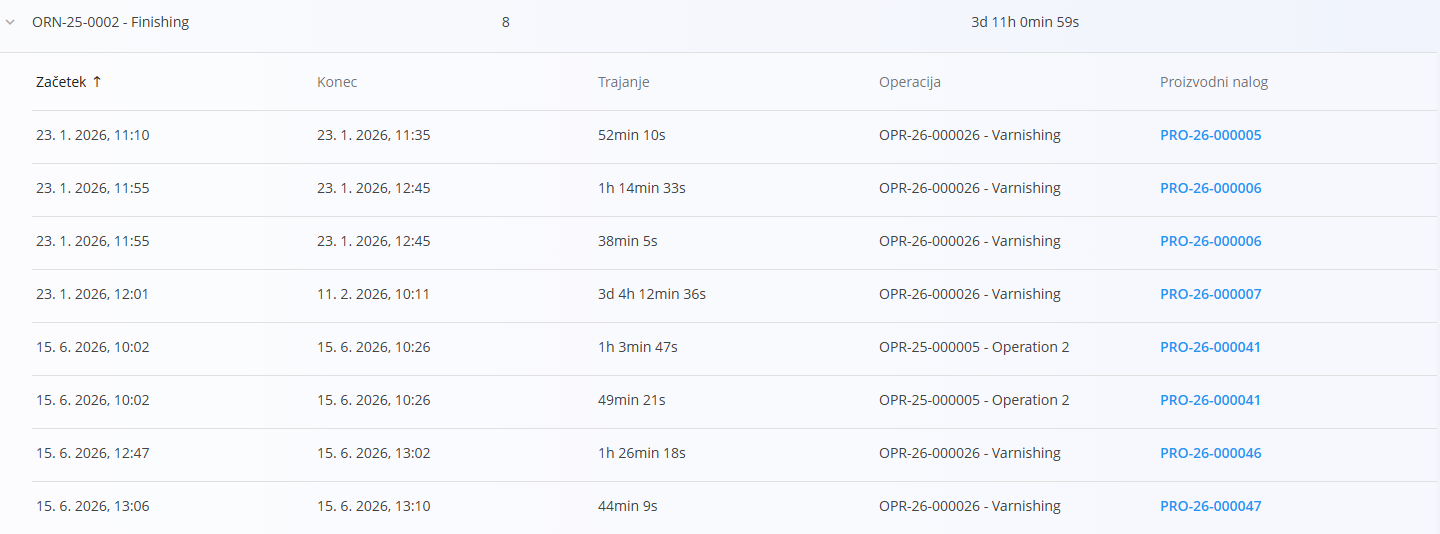 ORN-25-0002 - Finishing 8 3d 11h 0min 59s
Začetek ↑ Konec Trajanje Operacija Proizvodni nalog
23. 1. 2026, 11:10 23. 1. 2026, 11:35 52min 10s OPR-26-000026 - Varnishing PRO-26-000005
23. 1. 2026, 11:55 23. 1. 2026, 12:45 1h 14min 33s OPR-26-000026 - Varnishing PRO-26-000006
23. 1. 2026, 11:55 23. 1. 2026, 12:45 38min 5s OPR-26-000026 - Varnishing PRO-26-000006
23. 1. 2026, 12:01 11. 2. 2026, 10:11 3d 4h 12min 36s OPR-26-000026 - Varnishing PRO-26-000007
15. 6. 2026, 10:02 15. 6. 2026, 10:26 1h 3min 47s OPR-25-000005 - Operation 2 PRO-26-000041
15. 6. 2026, 10:02 15. 6. 2026, 10:26 49min 21s OPR-25-000005 - Operation 2 PRO-26-000041
15. 6. 2026, 12:47 15. 6. 2026, 13:02 1h 26min 18s OPR-26-000026 - Varnishing PRO-26-000046
15. 6. 2026, 13:06 15. 6. 2026, 13:10 44min 9s OPR-26-000026 - Varnishing PRO-26-000047